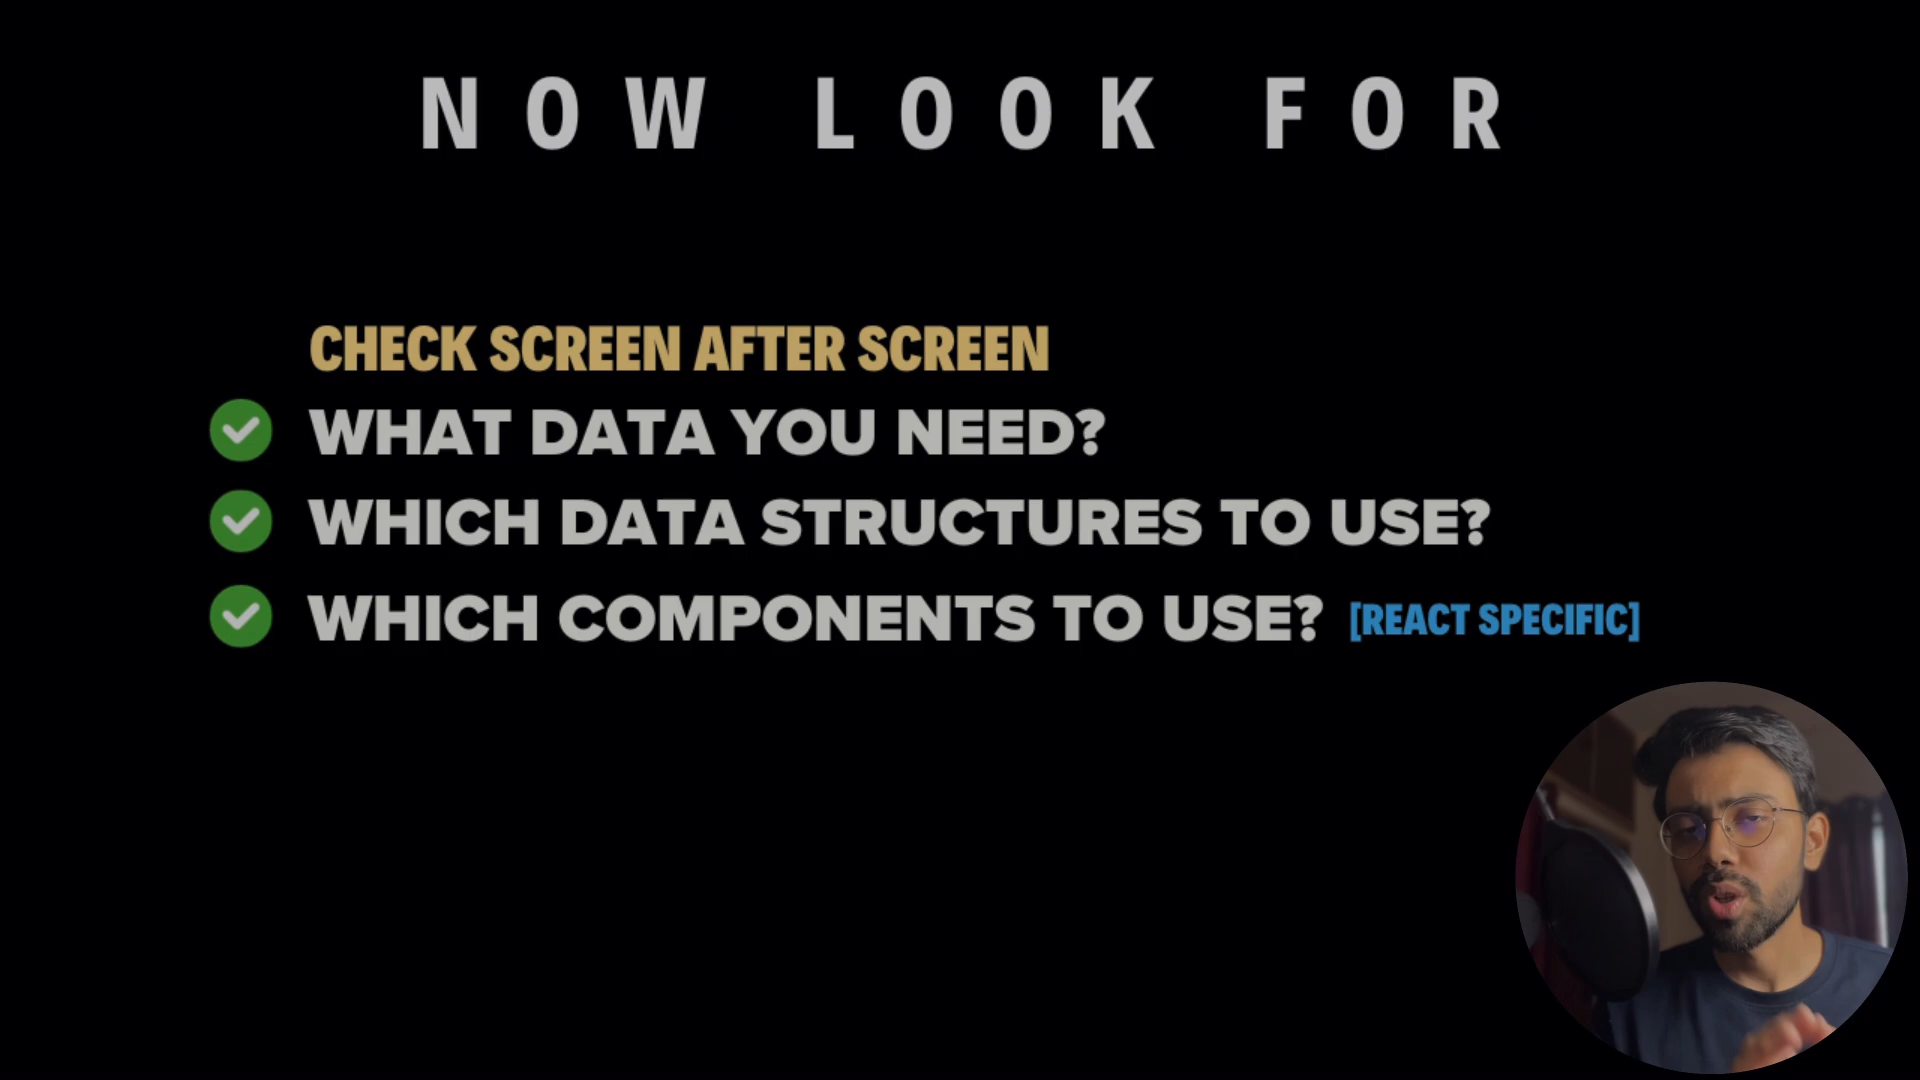 NOW LOOK FOR
CHECK SCREEN AFTER SCREEN
WHAT DATA YOU NEED?
WHICH DATA STRUCTURES TO USE?
WHICH COMPONENTS TO USE? [REACT SPECIFIC]